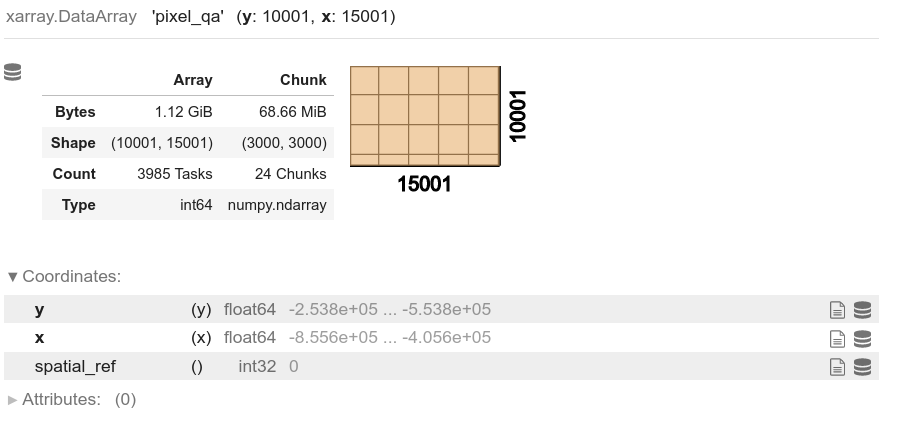 xarray.DataArray 'pixel_qa' (y: 10001, x: 15001)
Array Chunk
Bytes 1.12 GiB 68.66 MiB
Shape (10001, 15001) (3000, 3000)
Count 3985 Tasks 24 Chunks
Type int64 numpy.ndarray
10001
15001
▼ Coordinates:
y (y) float64 -2.538e+05 ... -5.538e+05
x (x) float64 -8.556e+05 ... -4.056e+05
spatial_ref () int32 0
► Attributes: (0)